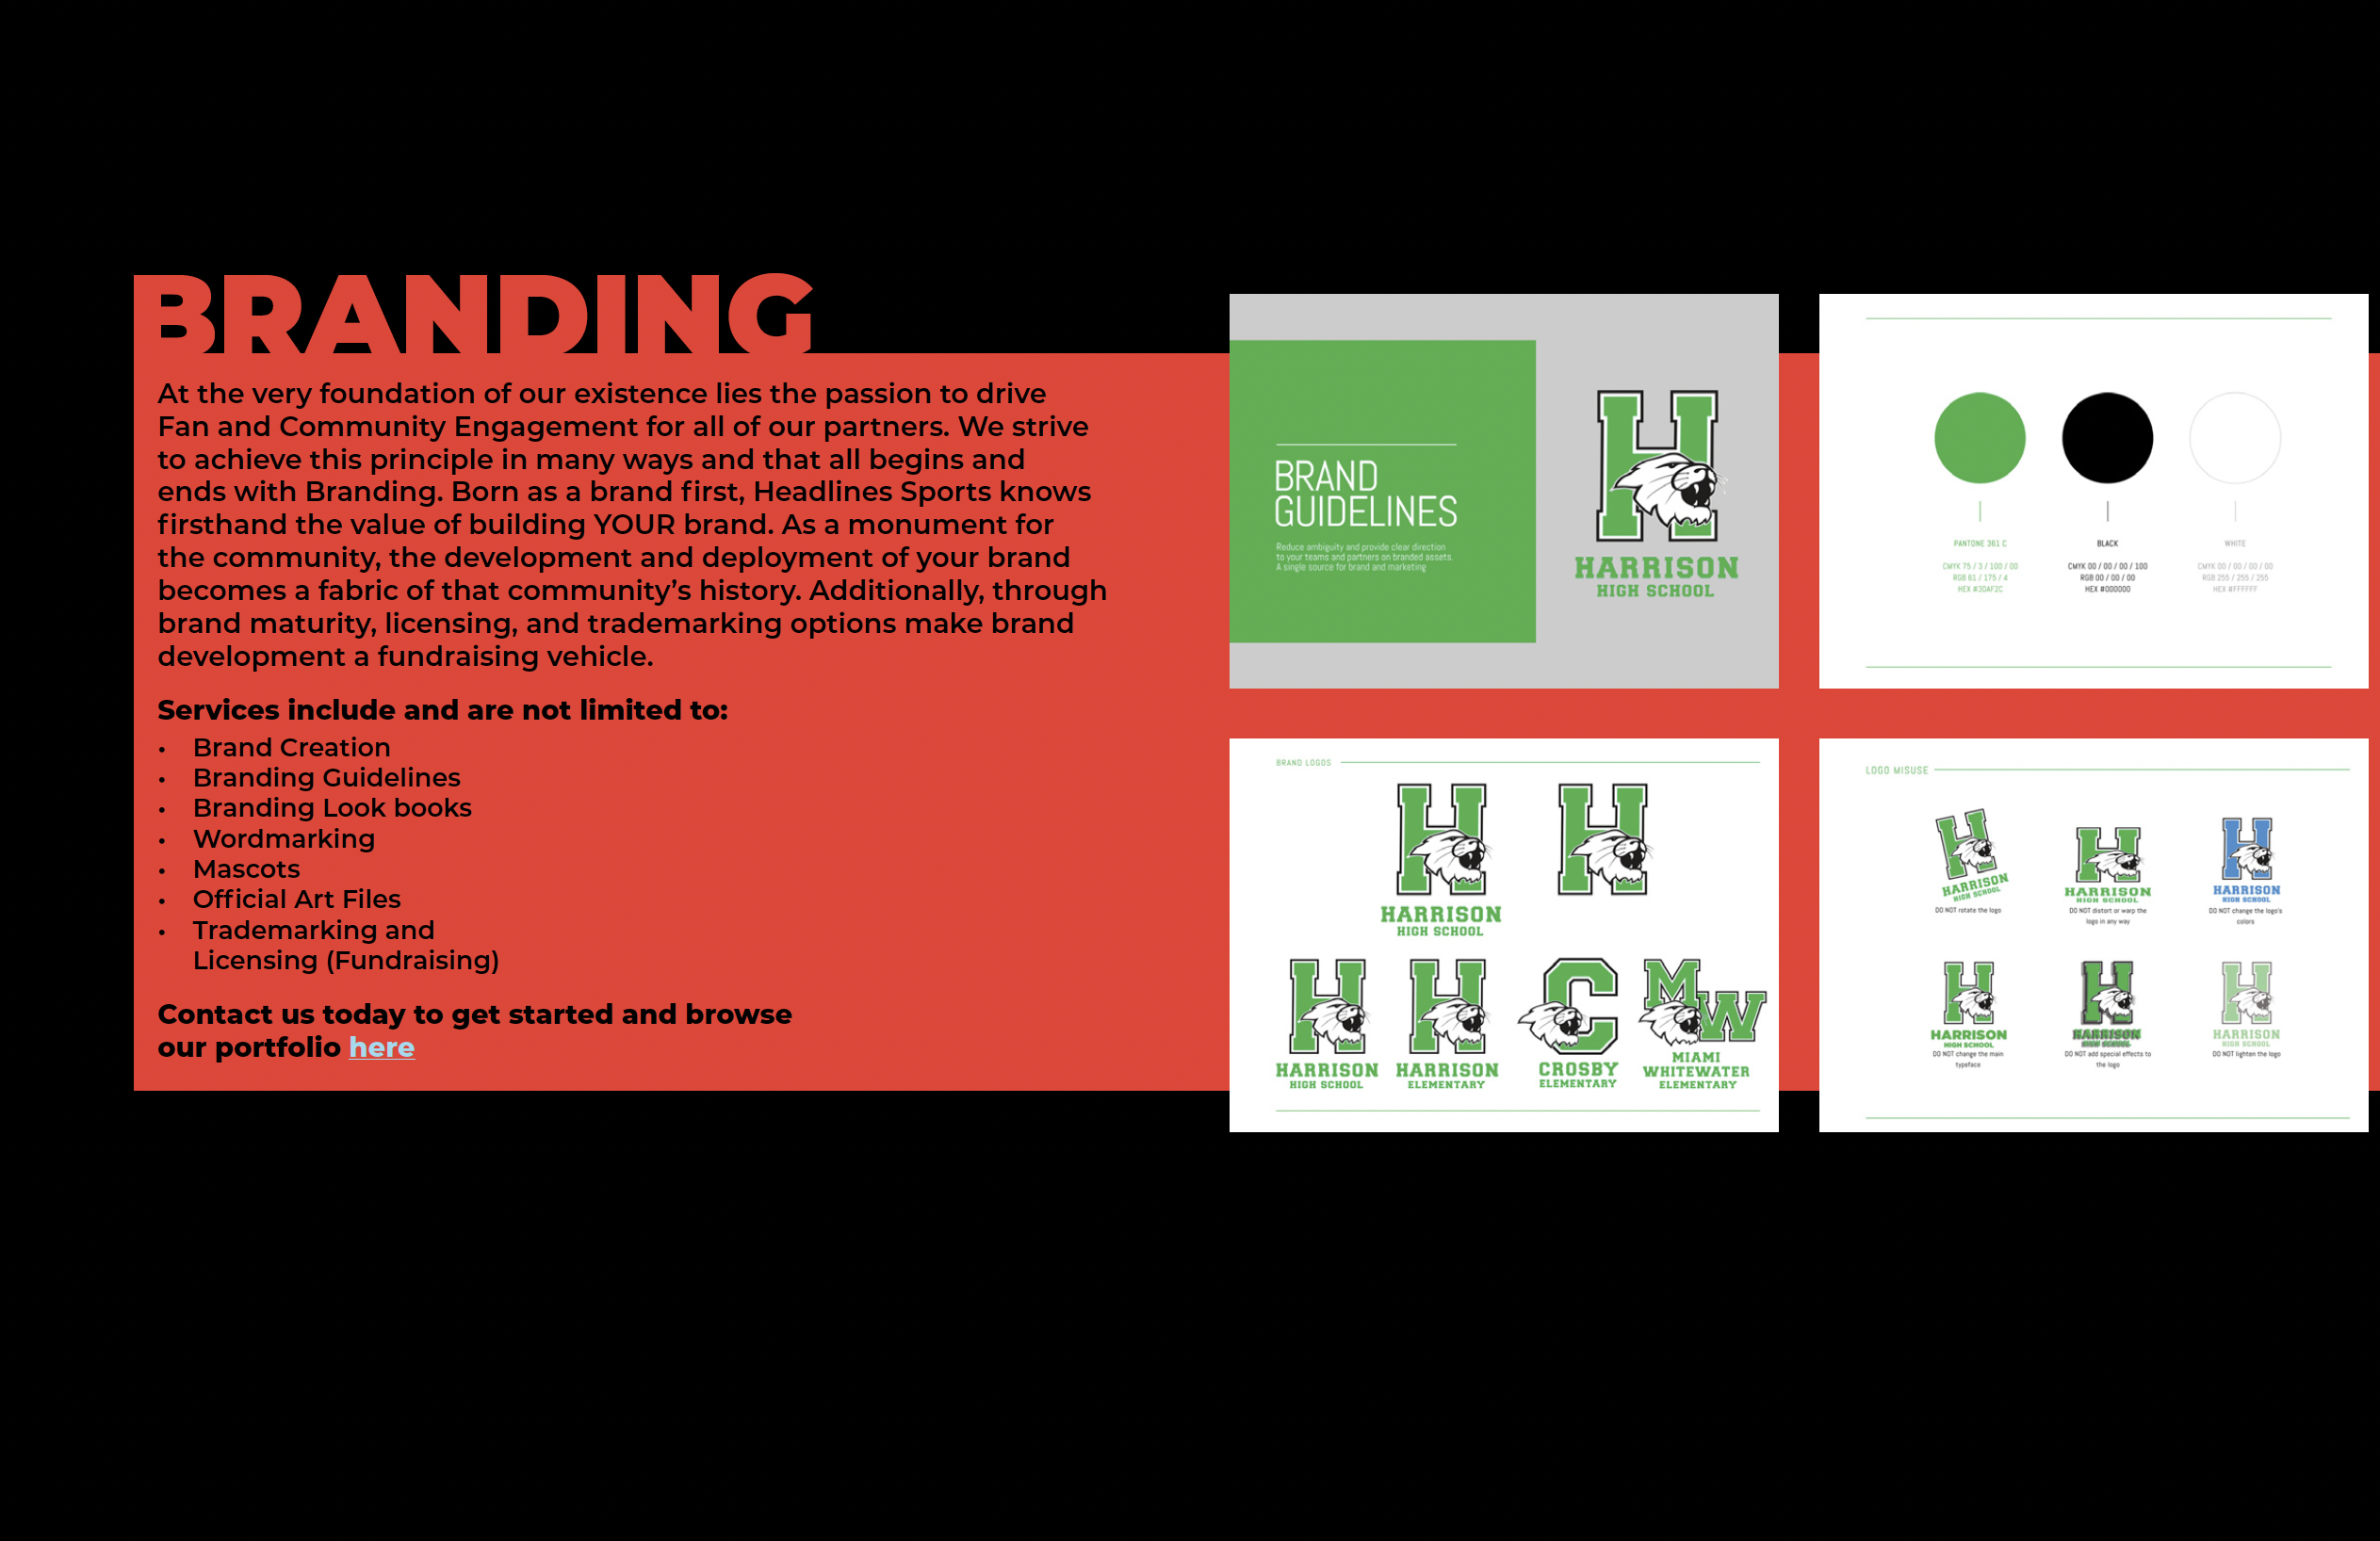 BRANDING
At the very foundation of our existence lies the passion to drive
Fan and Community Engagement for all of our partners. We strive
to achieve this principle in many ways and that all begins and
ends with Branding. Born as a brand first, Headlines Sports knows
firsthand the value of building YOUR brand. As a monument for
the community, the development and deployment of your brand
becomes a fabric of that community’s history. Additionally, through
brand maturity, licensing, and trademarking options make brand
development a fundraising vehicle.
Services include and are not limited to:
• Brand Creation
• Branding Guidelines
• Branding Look books
• Wordmarking
• Mascots
• Official Art Files
• Trademarking and
Licensing (Fundraising)
Contact us today to get started and browse
our portfolio here
BRAND
GUIDELINES
Reduce ambiguity and provide clear direction
to your teams and partners on branded assets.
A single source for brand and marketing
H
HARRISON
HIGH SCHOOL
PANTONE 361 C
CMYK 75 / 3 / 100 / 00
RGB 61 / 175 / 4
HEX #3DAF2C
BLACK
CMYK 00 / 00 / 00 / 100
RGB 00 / 00 / 00
HEX #000000
WHITE
CMYK 00 / 00 / 00 / 00
RGB 255 / 255 / 255
HEX #FFFFFF
BRAND LOGOS
H
HARRISON
HIGH SCHOOL
H
H
HARRISON
HIGH SCHOOL
H
HARRISON
ELEMENTARY
C
CROSBY
ELEMENTARY
MW
MIAMI
WHITEWATER
ELEMENTARY
LOGO MISUSE
H
HARRISON
HIGH SCHOOL
DO NOT rotate the logo
H
HARRISON
HIGH SCHOOL
DO NOT distort or warp the
logo in any way
H
HARRISON
HIGH SCHOOL
DO NOT change the logo's
colors
H
HARRISON
HIGH SCHOOL
DO NOT change the main
typeface
H
HARRISON
HIGH SCHOOL
DO NOT add special effects to
the logo
H
HARRISON
HIGH SCHOOL
DO NOT lighten the logo